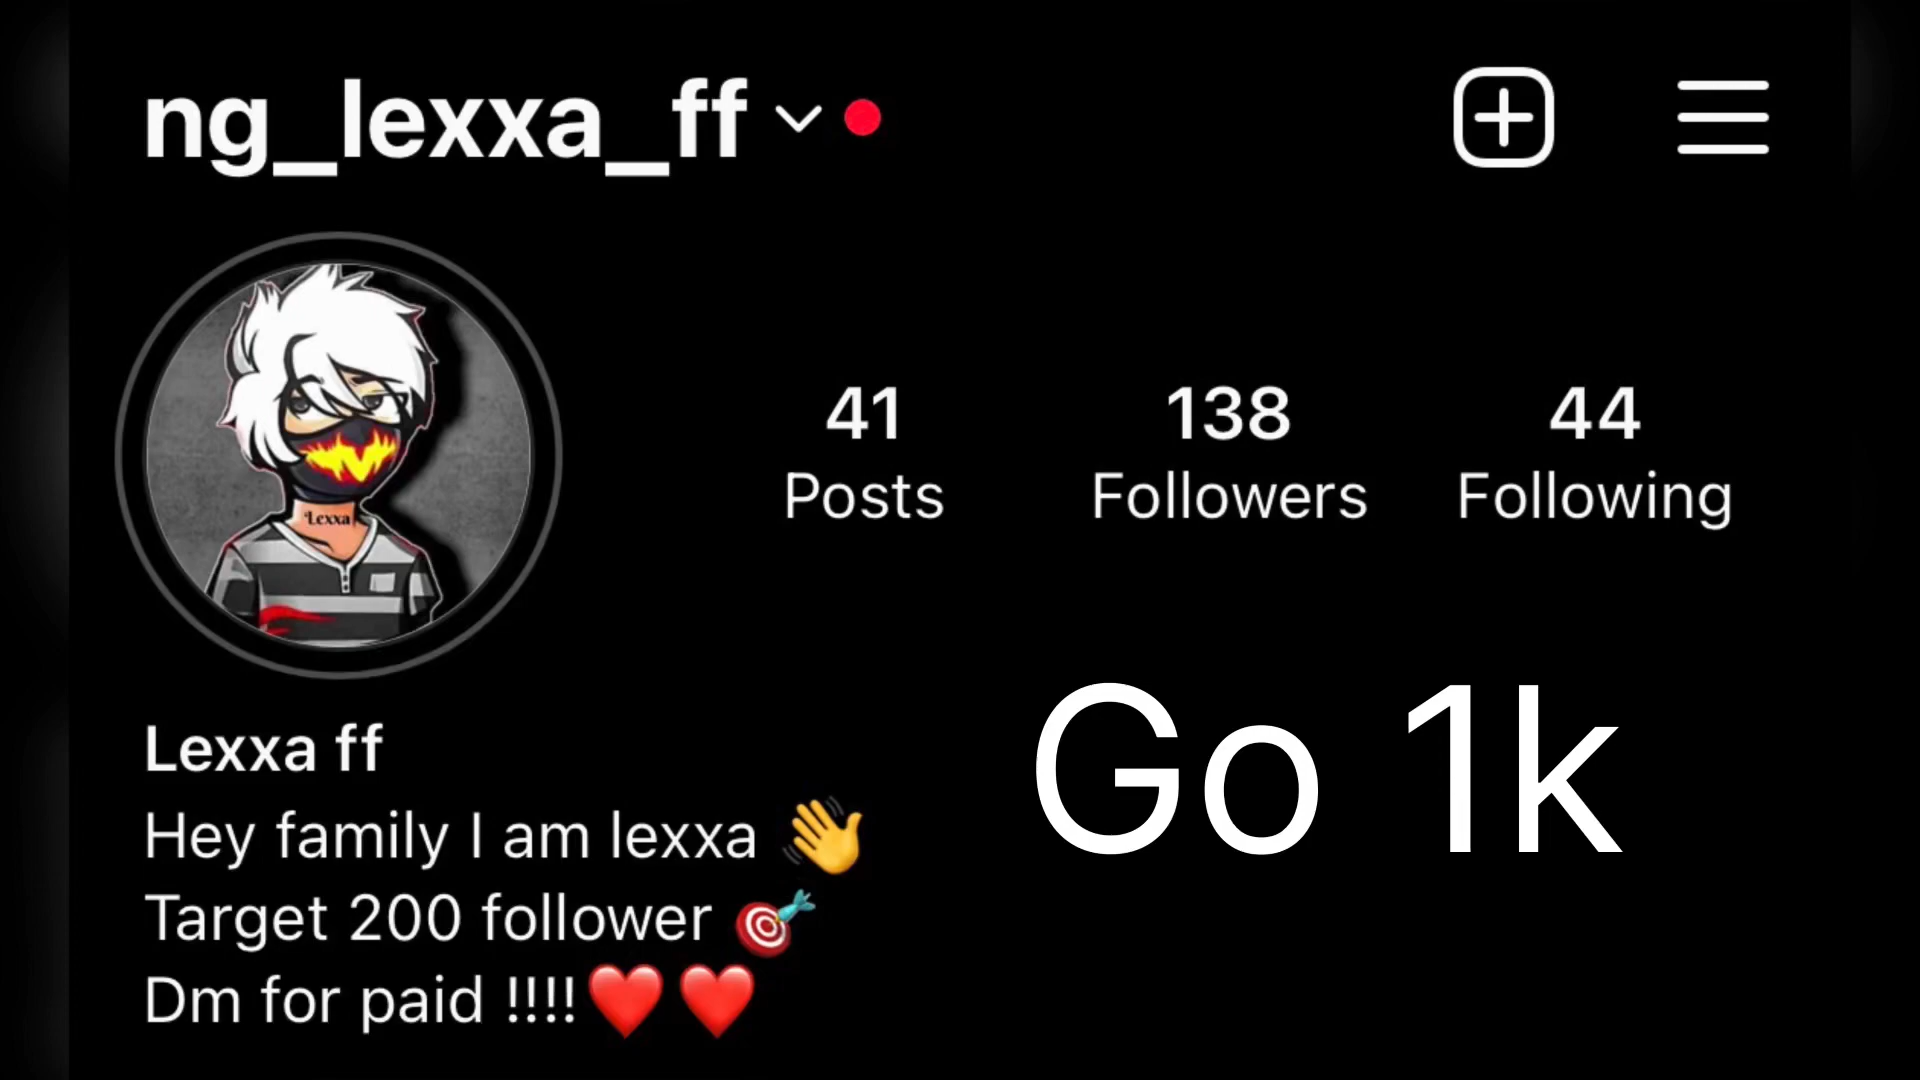 ng_lexxa_ff
Lexxa
41 138 44
Posts Followers Following
Go 1k
Lexxa ff
Hey family I am lexxa 👋
Target 200 follower 🎯
Dm for paid !!!!❤️ ❤️